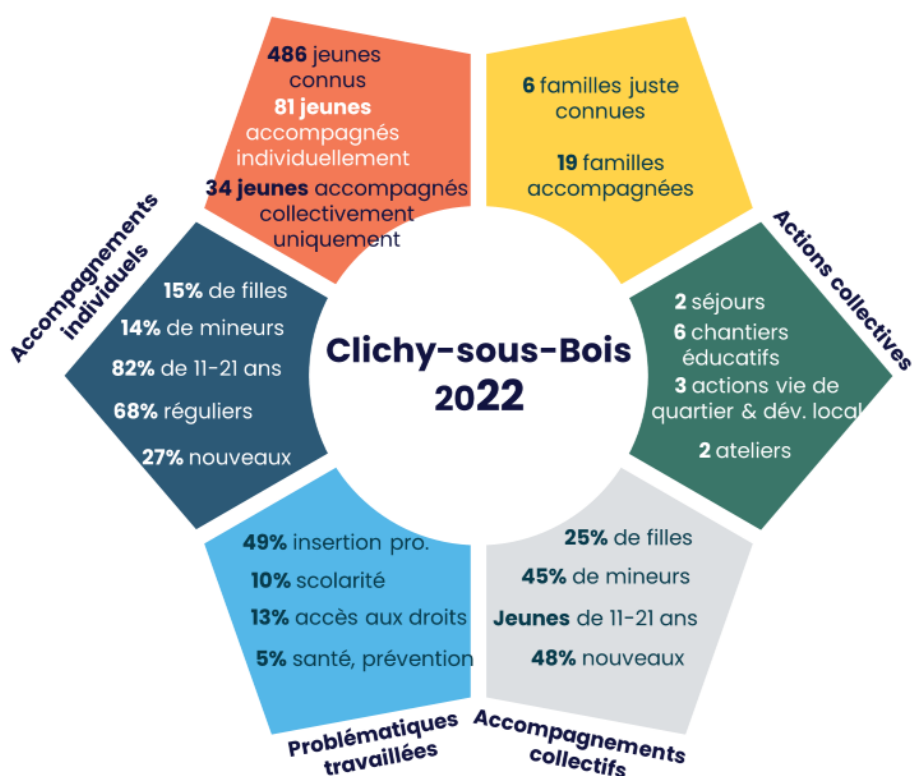 486 jeunes
connus
81 jeunes
accompagnés
individuellement
34 jeunes accompagnés
collectivement
uniquement
6 familles juste
connues
19 familles
accompagnées
Accompagnements
individuels
15% de filles
14% de mineurs
82% de 11-21 ans
68% réguliers
27% nouveaux
Clichy-sous-Bois
2022
Actions collectives
2 séjours
6 chantiers
éducatifs
3 actions vie de
quartier & dév. local
2 ateliers
49% insertion pro.
10% scolarité
13% accès aux droits
5% santé, prévention
Problématiques
travaillées
25% de filles
45% de mineurs
Jeunes de 11-21 ans
48% nouveaux
Accompagnements
collectifs